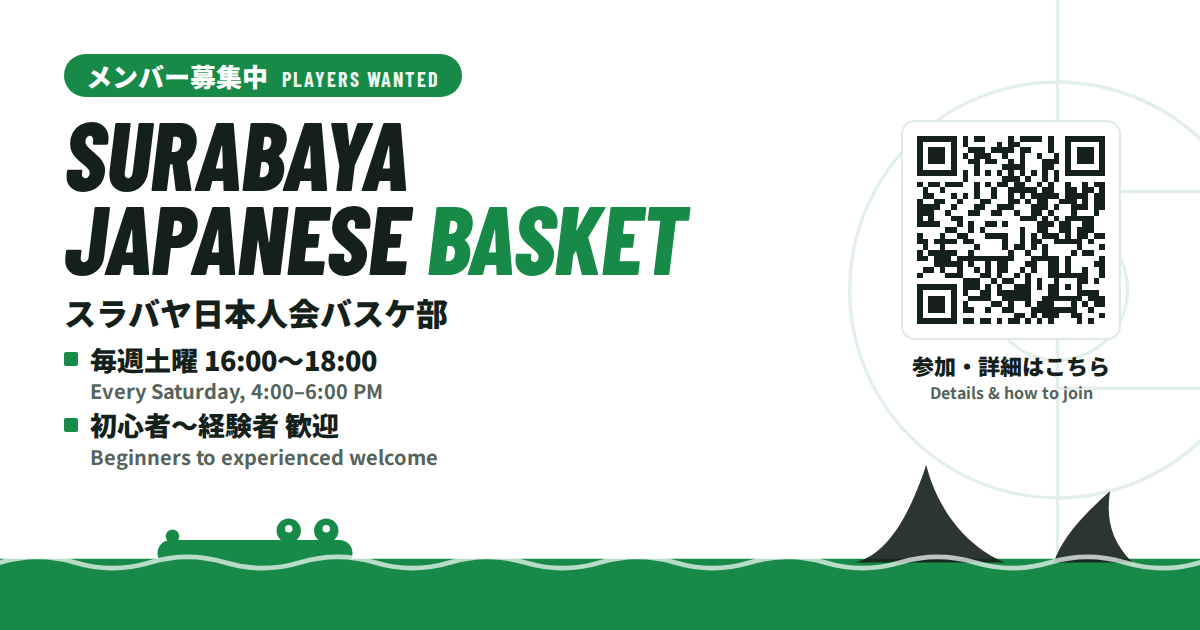 メンバー募集中 PLAYERS WANTED
SURABAYA
JAPANESE BASKET
スラバヤ日本人会バスケ部
毎週土曜 16:00〜18:00
Every Saturday, 4:00–6:00 PM
初心者〜経験者 歓迎
Beginners to experienced welcome
参加・詳細はこちら
Details & how to join